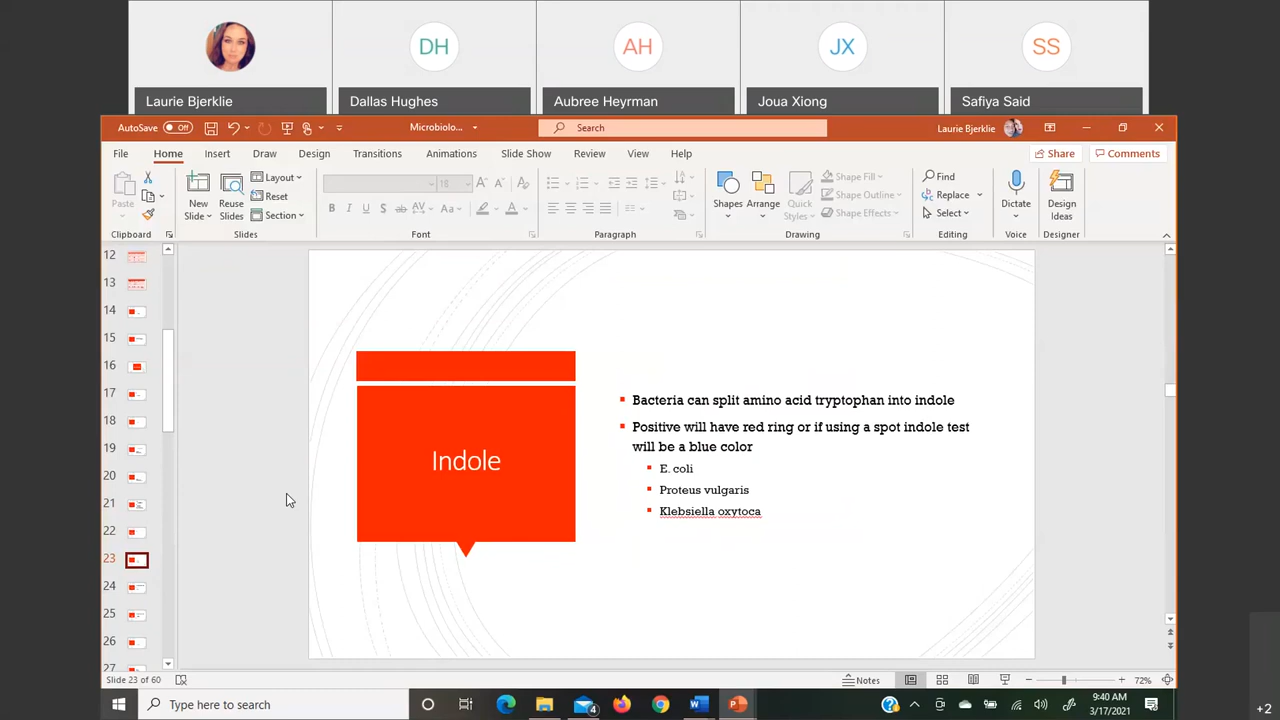 DH
AH
JX
SS
Laurie Bjerklie
Dallas Hughes
Aubree Heyrman
Joua Xiong
Safiya Said
AutoSave Off
Microbiolo...
Search
Laurie Bjerklie
File Home Insert Draw Design Transitions Animations Slide Show Review View Help Share Comments
Paste
New Slides
Reuse Slides
Layout
Reset
Section
18
B I U S ab AV Aa A
Shapes
Arrange
Quick Styles
Shape Fill
Shape Outline
Shape Effects
Find
Replace
Select
Dictate
Design Ideas
Clipboard Slides Font Paragraph Drawing Editing Voice Designer
12
13
14
15
16
17
18
19
20
21
22
23
24
25
26
27
Indole
Bacteria can split amino acid tryptophan into indole
Positive will have red ring or if using a spot indole test
will be a blue color
E. coli
Proteus vulgaris
Klebsiella oxytoca
Slide 23 of 60
Notes
72%
Type here to search
4
9:40 AM
3/17/2021
+2